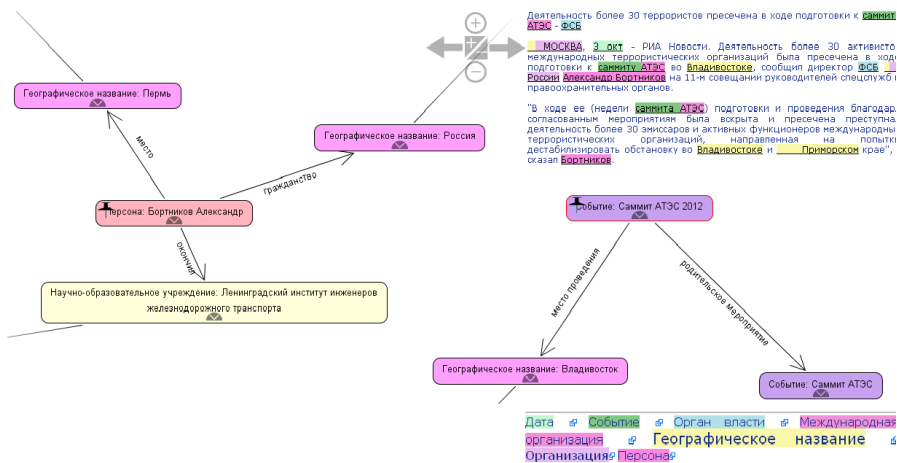 Деятельность более 30 террористов пресечена в ходе подготовки к саммит
АТЭС - ФСБ
МОСКВА, 3 окт - РИА Новости. Деятельность более 30 активисто
международных террористических организаций была пресечена в ход
подготовки к саммиту АТЭС во Владивостоке, сообщил директор ФСБ
России Александр Бортников на 11-м совещании руководителей спецслужб
правоохранительных органов.
"В ходе ее (недели саммита АТЭС) подготовки и проведения благодар
согласованным мероприятиям была вскрыта и пресечена преступна
деятельность более 30 эмиссаров и активных функционеров международны
террористических организаций, направленная на попытк
дестабилизировать обстановку во Владивостоке и Приморском крае",
сказал Бортников.
Географическое название: Пермь
Географическое название: Россия
место
гражданство
Персона: Бортников Александр
окончил
Научно-образовательное учреждение: Ленинградский институт инженеров
железнодорожного транспорта
Событие: Саммит АТЭС 2012
место проведения
родительское мероприятие
Географическое название: Владивосток
Событие: Саммит АТЭС
Дата Событие Орган власти Международная
организация Географическое название
Организация Персона